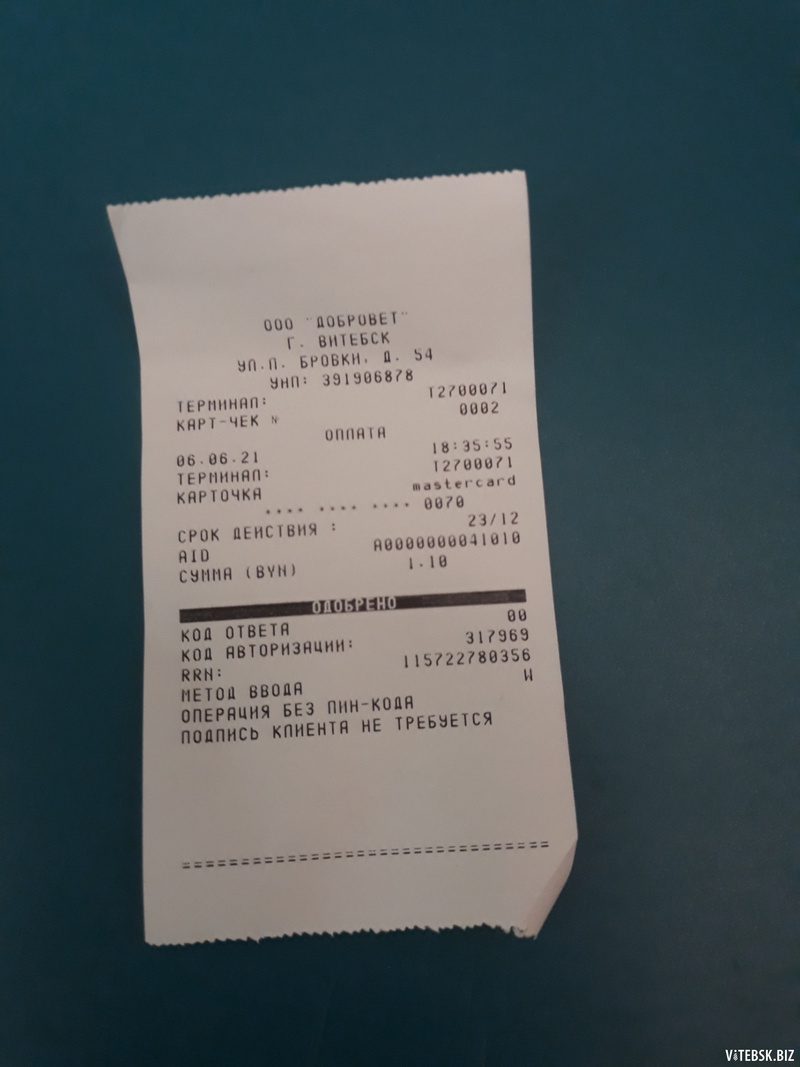 ООО "ДОБРОВЕТ"
Г. ВИТЕБСК
УЛ.П. БРОВКИ, Д. 54
УНП: 391906878
ТЕРМИНАЛ: T2700071
КАРТ-ЧЕК № 0002
ОПЛАТА
06.06.21 18:35:55
ТЕРМИНАЛ: T2700071
КАРТОЧКА mastercard
**** **** **** 0070
СРОК ДЕЙСТВИЯ : 23/12
AID A0000000041010
СУММА (BYN) 1.10
ОДОБРЕНО
КОД ОТВЕТА 00
КОД АВТОРИЗАЦИИ: 317969
RRN: 115722780356
МЕТОД ВВОДА W
ОПЕРАЦИЯ БЕЗ ПИН-КОДА
ПОДПИСЬ КЛИЕНТА НЕ ТРЕБУЕТСЯ
==============================
ViTEBSK.BIZ